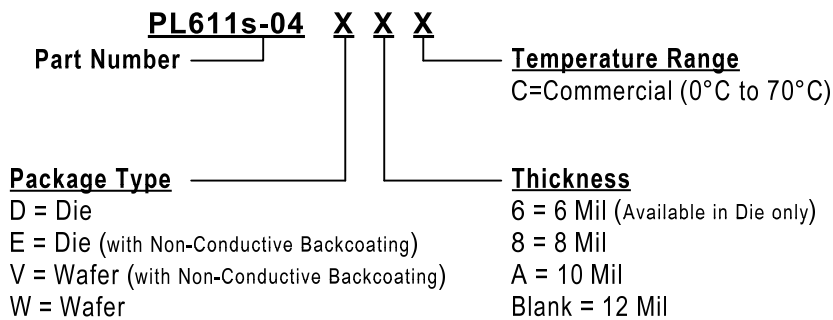 PL611s-04 X X X
Part Number
Temperature Range
C=Commercial (0°C to 70°C)
Package Type
D = Die
E = Die (with Non-Conductive Backcoating)
V = Wafer (with Non-Conductive Backcoating)
W = Wafer
Thickness
6 = 6 Mil (Available in Die only)
8 = 8 Mil
A = 10 Mil
Blank = 12 Mil